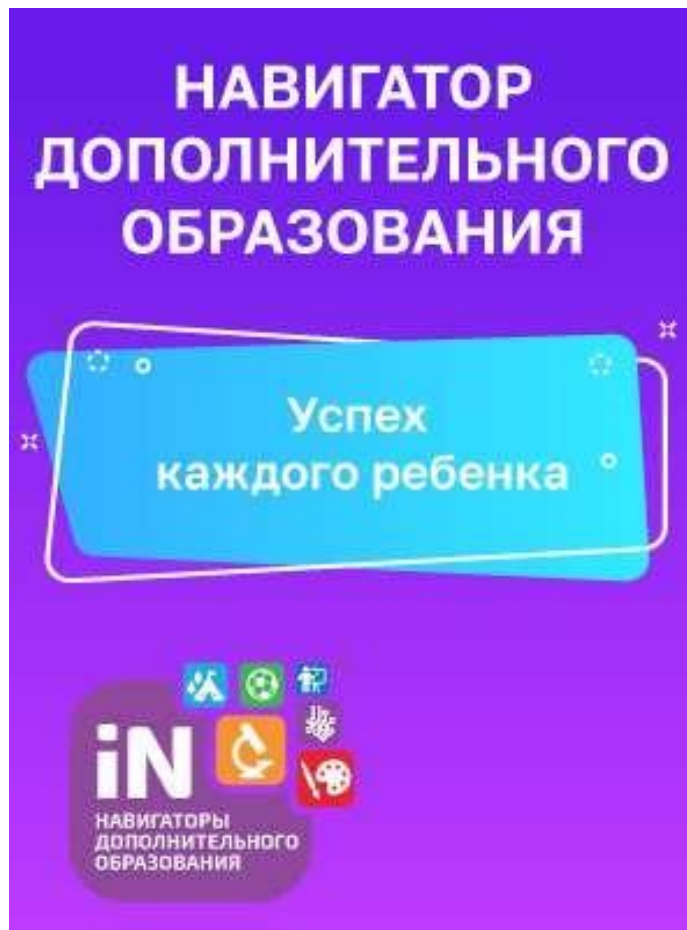 НАВИГАТОР
ДОПОЛНИТЕЛЬНОГО
ОБРАЗОВАНИЯ
Успех
каждого ребенка
iN
НАВИГАТОРЫ
ДОПОЛНИТЕЛЬНОГО
ОБРАЗОВАНИЯ